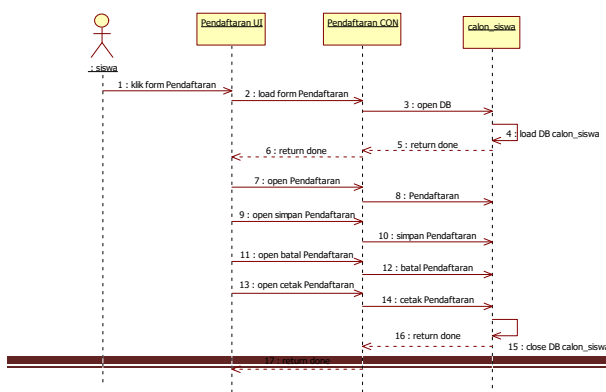 Pendaftaran UI
Pendaftaran CON
calon_siswa
: siswa
1 : klik form Pendaftaran
2 : load form Pendaftaran
3 : open DB
4 : load DB calon_siswa
5 : return done
6 : return done
7 : open Pendaftaran
8 : Pendaftaran
9 : open simpan Pendaftaran
10 : simpan Pendaftaran
11 : open batal Pendaftaran
12 : batal Pendaftaran
13 : open cetak Pendaftaran
14 : cetak Pendaftaran
16 : return done
15 : close DB calon_siswa
17 : return done